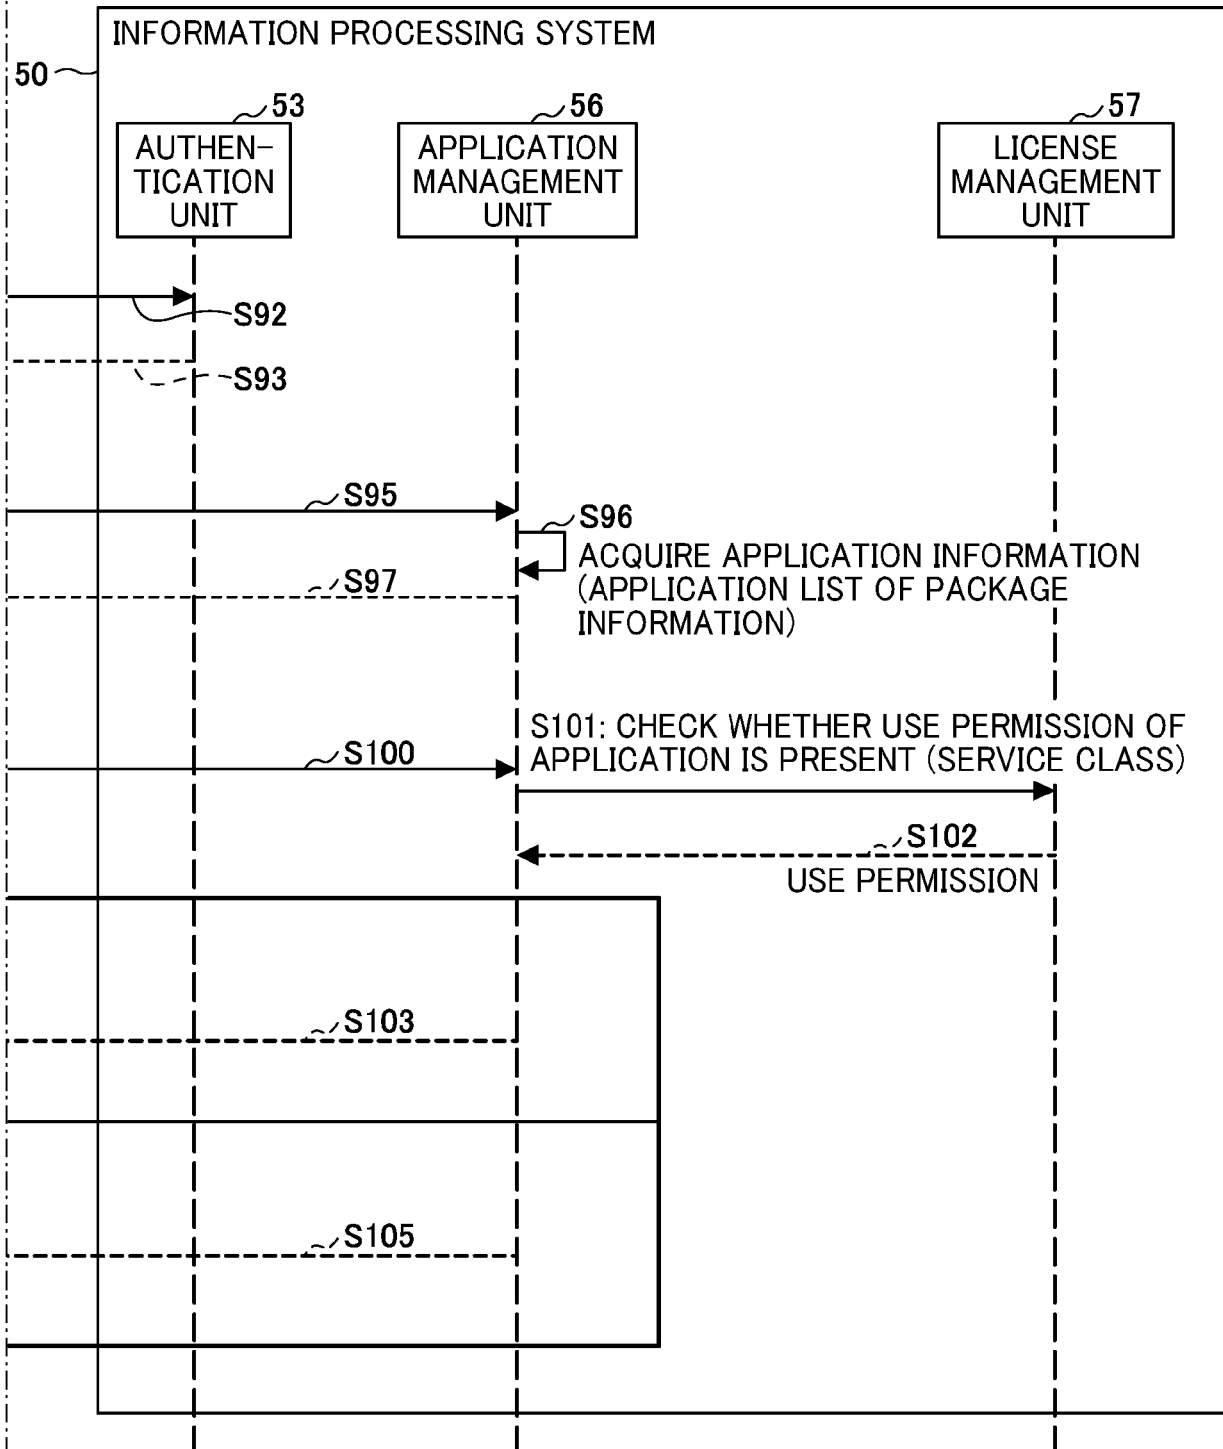 INFORMATION PROCESSING SYSTEM
50
53
56
57
AUTHEN-
TICATION
UNIT
APPLICATION
MANAGEMENT
UNIT
LICENSE
MANAGEMENT
UNIT
S92
S93
S95
S96
ACQUIRE APPLICATION INFORMATION
(APPLICATION LIST OF PACKAGE
INFORMATION)
S97
S101: CHECK WHETHER USE PERMISSION OF
APPLICATION IS PRESENT (SERVICE CLASS)
S100
S102
USE PERMISSION
S103
S105